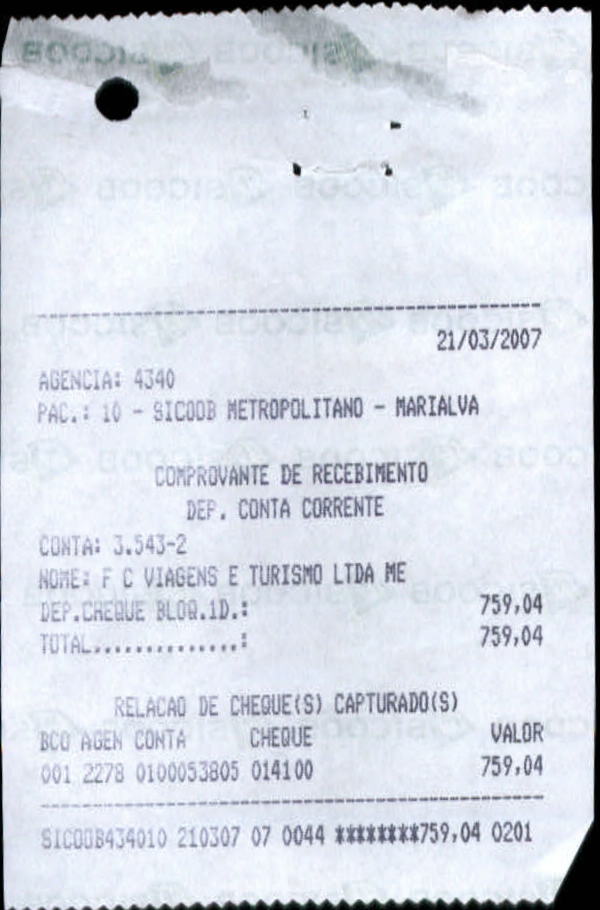 21/03/2007
AGENCIA: 4340
PAC.: 10 - SICOOB METROPOLITANO - MARIALVA
COMPROVANTE DE RECEBIMENTO
DEP. CONTA CORRENTE
CONTA: 3.543-2
NOME: F C VIAGENS E TURISMO LTDA ME
DEP.CHEQUE BLOQ.1D.: 759,04
TOTAL..............: 759,04
RELACAO DE CHEQUE(S) CAPTURADO(S)
BCO AGEN CONTA CHEQUE VALOR
001 2278 0100053805 014100 759,04
SICOOB434010 210307 07 0044 ********759,04 0201